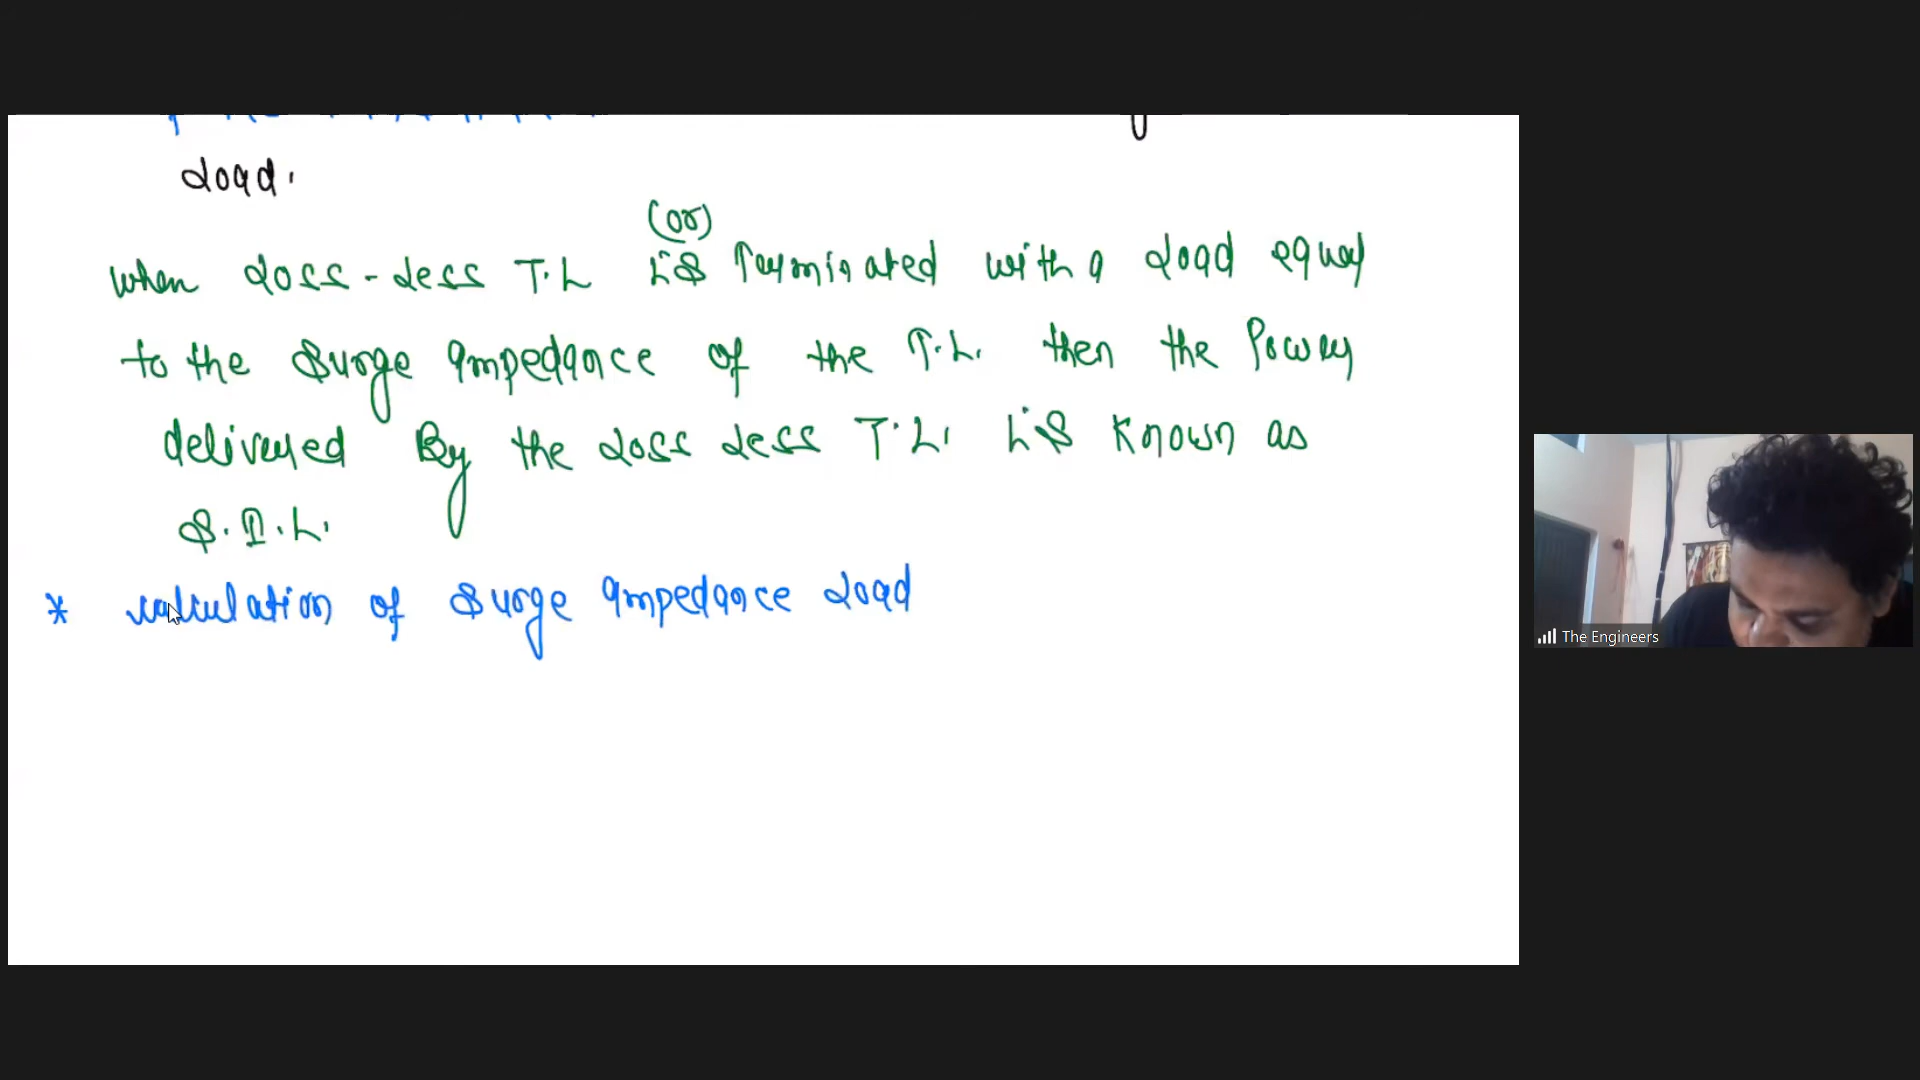 Load.
(or)
when Loss-Less T.L is Terminated with a Load equal
to the Surge impedance of the T.L. then the Power
delivered By the Loss Less T.L. is known as
S.I.L.
* calculation of Surge impedance Load
The Engineers